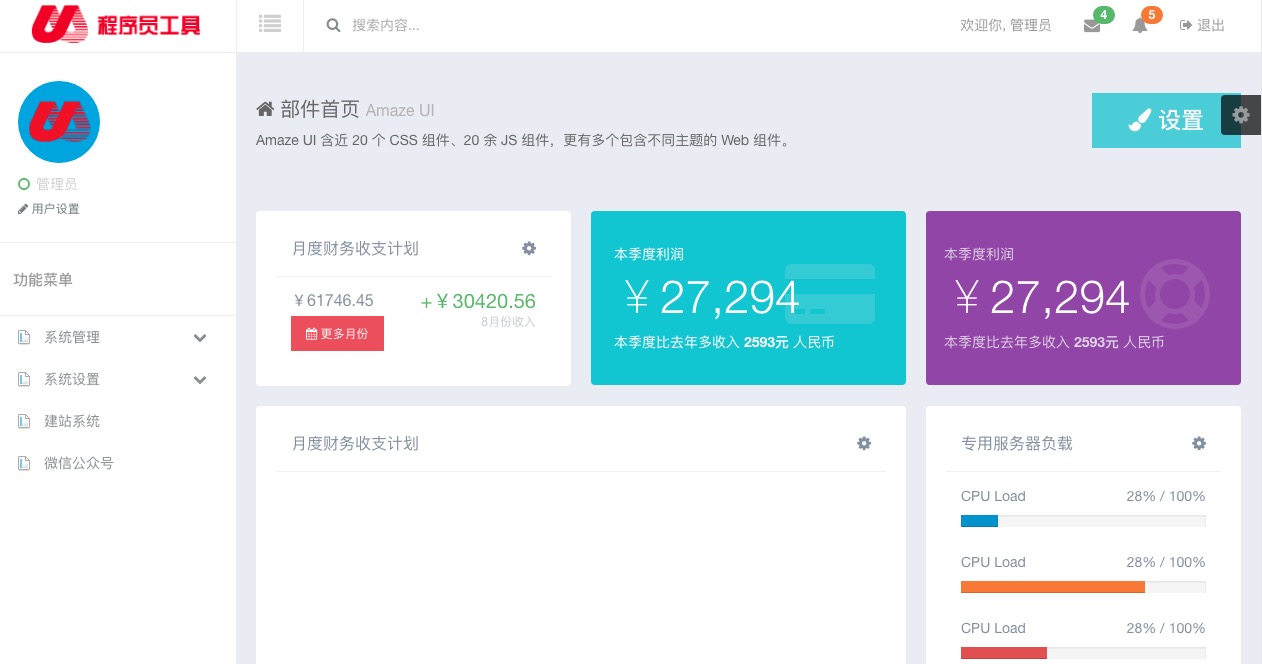 程序员工具
搜索内容...
欢迎你, 管理员
4
5
退出
管理员
用户设置
功能菜单
系统管理
系统设置
建站系统
微信公众号
部件首页 Amaze UI
Amaze UI 含近 20 个 CSS 组件、20 余 JS 组件，更有多个包含不同主题的 Web 组件。
设置
月度财务收支计划
￥61746.45
+￥30420.56
8月份收入
更多月份
本季度利润
￥27,294
本季度比去年多收入 2593元 人民币
本季度利润
￥27,294
本季度比去年多收入 2593元 人民币
月度财务收支计划
专用服务器负载
CPU Load 28% / 100%
CPU Load 28% / 100%
CPU Load 28% / 100%